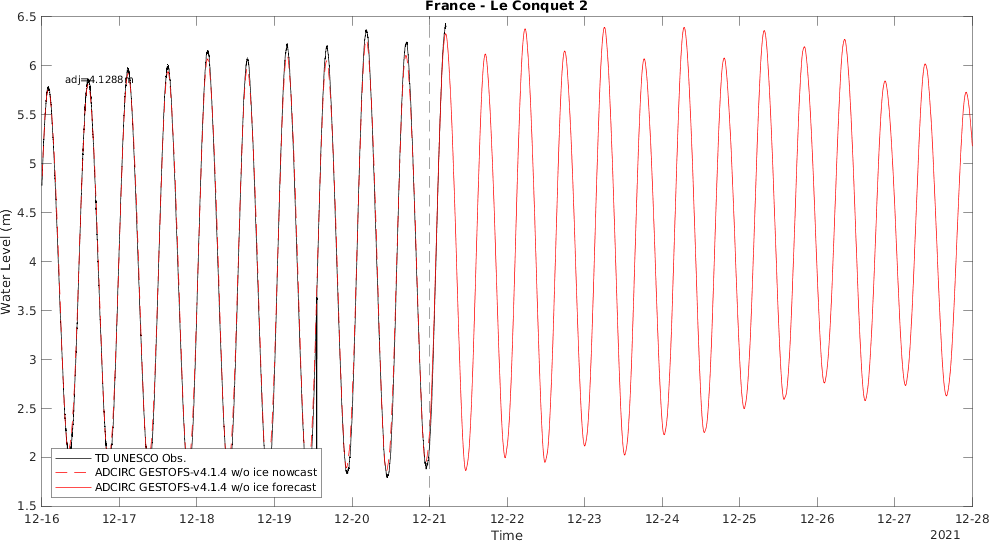 France - Le Conquet 2
6.5
6
5.5
5
4.5
4
3.5
3
2.5
2
1.5
Water Level (m)
adj=4.1288 m
TD UNESCO Obs.
ADCIRC GESTOFS-v4.1.4 w/o ice nowcast
ADCIRC GESTOFS-v4.1.4 w/o ice forecast
12-16 12-17 12-18 12-19 12-20 12-21 12-22 12-23 12-24 12-25 12-26 12-27 12-28
Time
2021